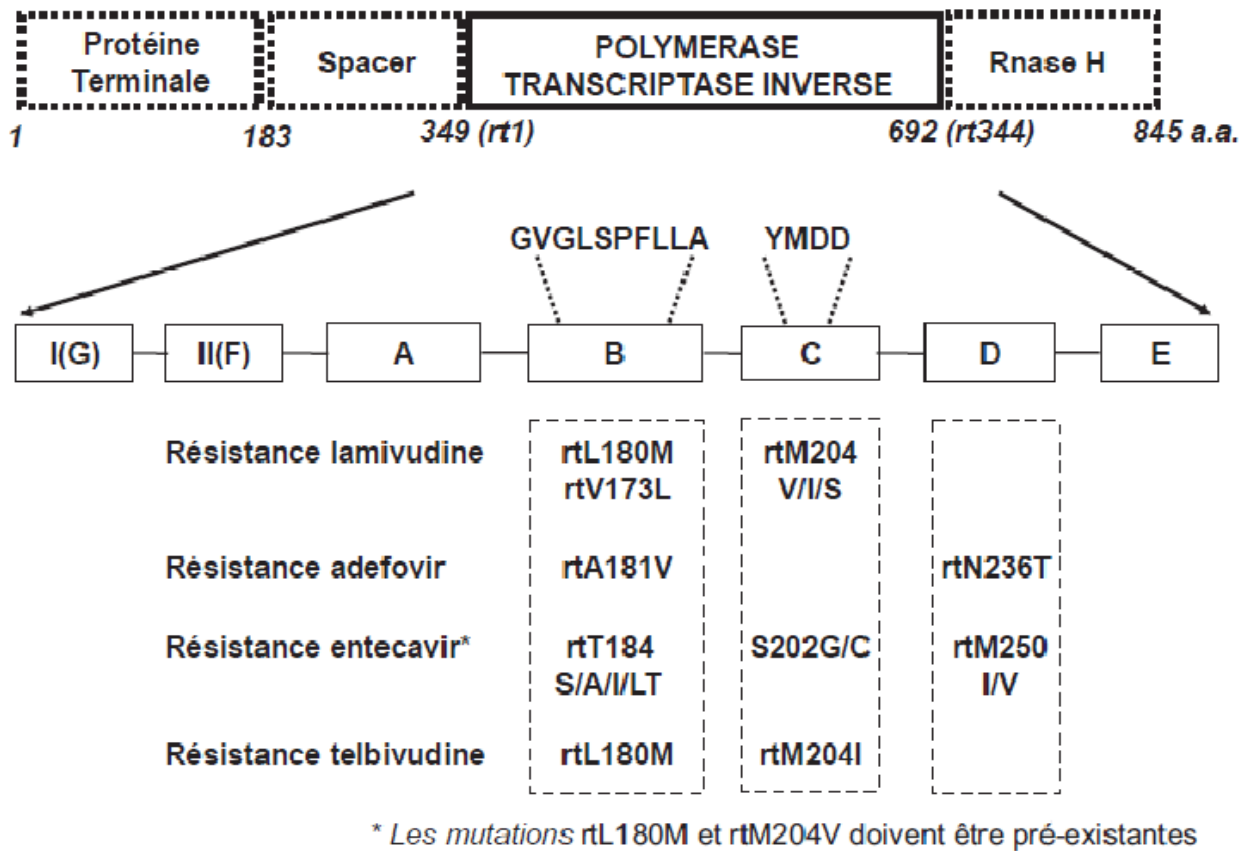 Protéine
Terminale
Spacer
POLYMERASE
TRANSCRIPTASE INVERSE
Rnase H
1 183 349 (rt1) 692 (rt344) 845 a.a.
GVGLSPFLLA YMDD
I(G) II(F) A B C D E
Résistance lamivudine rtL180M rtM204
rtV173L V/I/S
Résistance adefovir rtA181V rtN236T
Résistance entecavir* rtT184 S202G/C rtM250
S/A/I/LT I/V
Résistance telbivudine rtL180M rtM204I
* Les mutations rtL180M et rtM204V doivent être pré-existantes